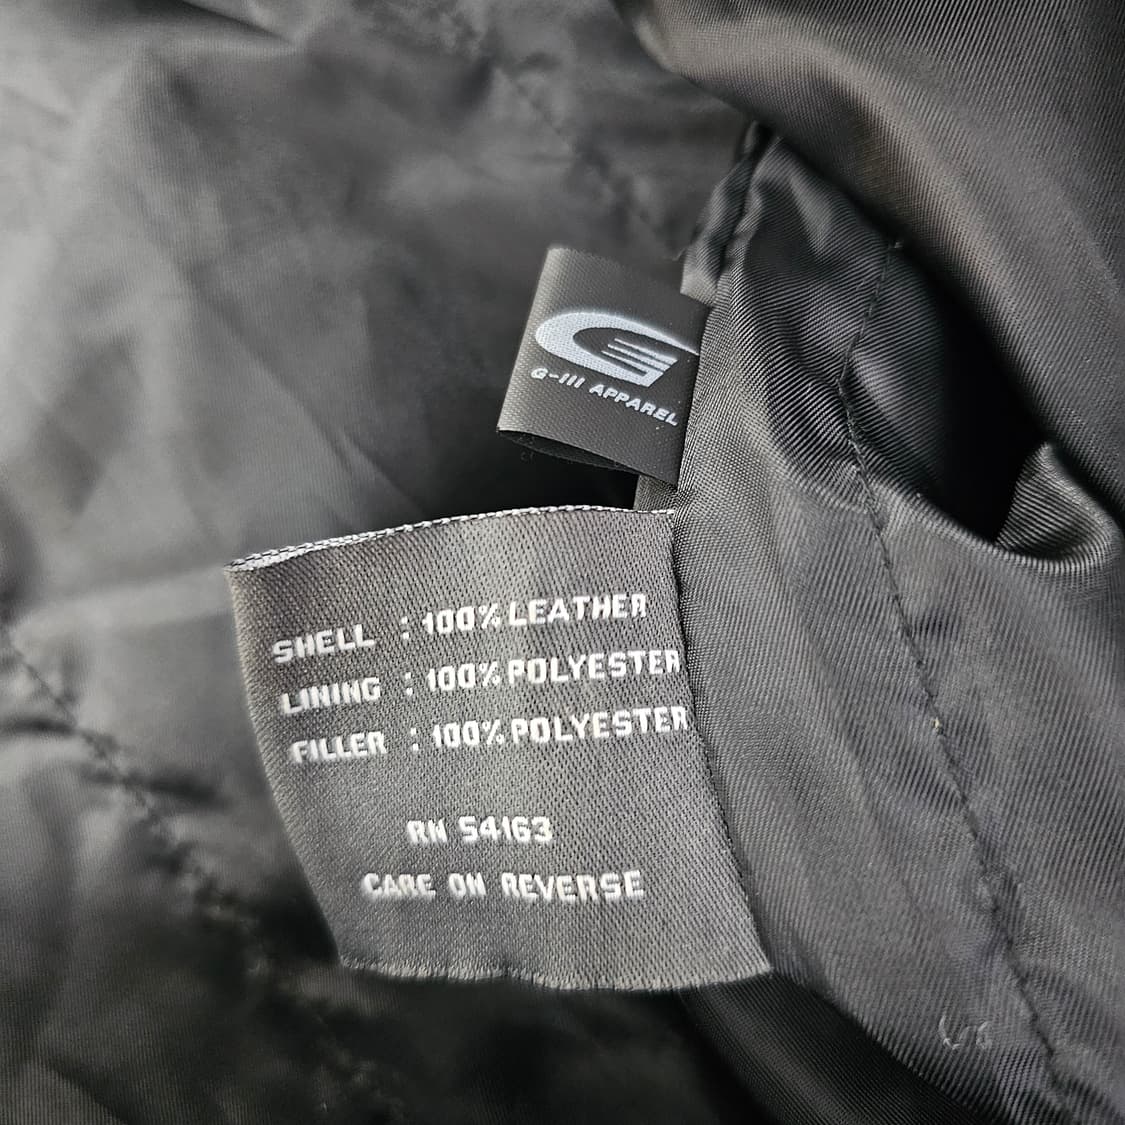 G-III APPAREL
SHELL : 100% LEATHER
LINING : 100% POLYESTER
FILLER : 100% POLYESTER
RN 54163
CARE ON REVERSE